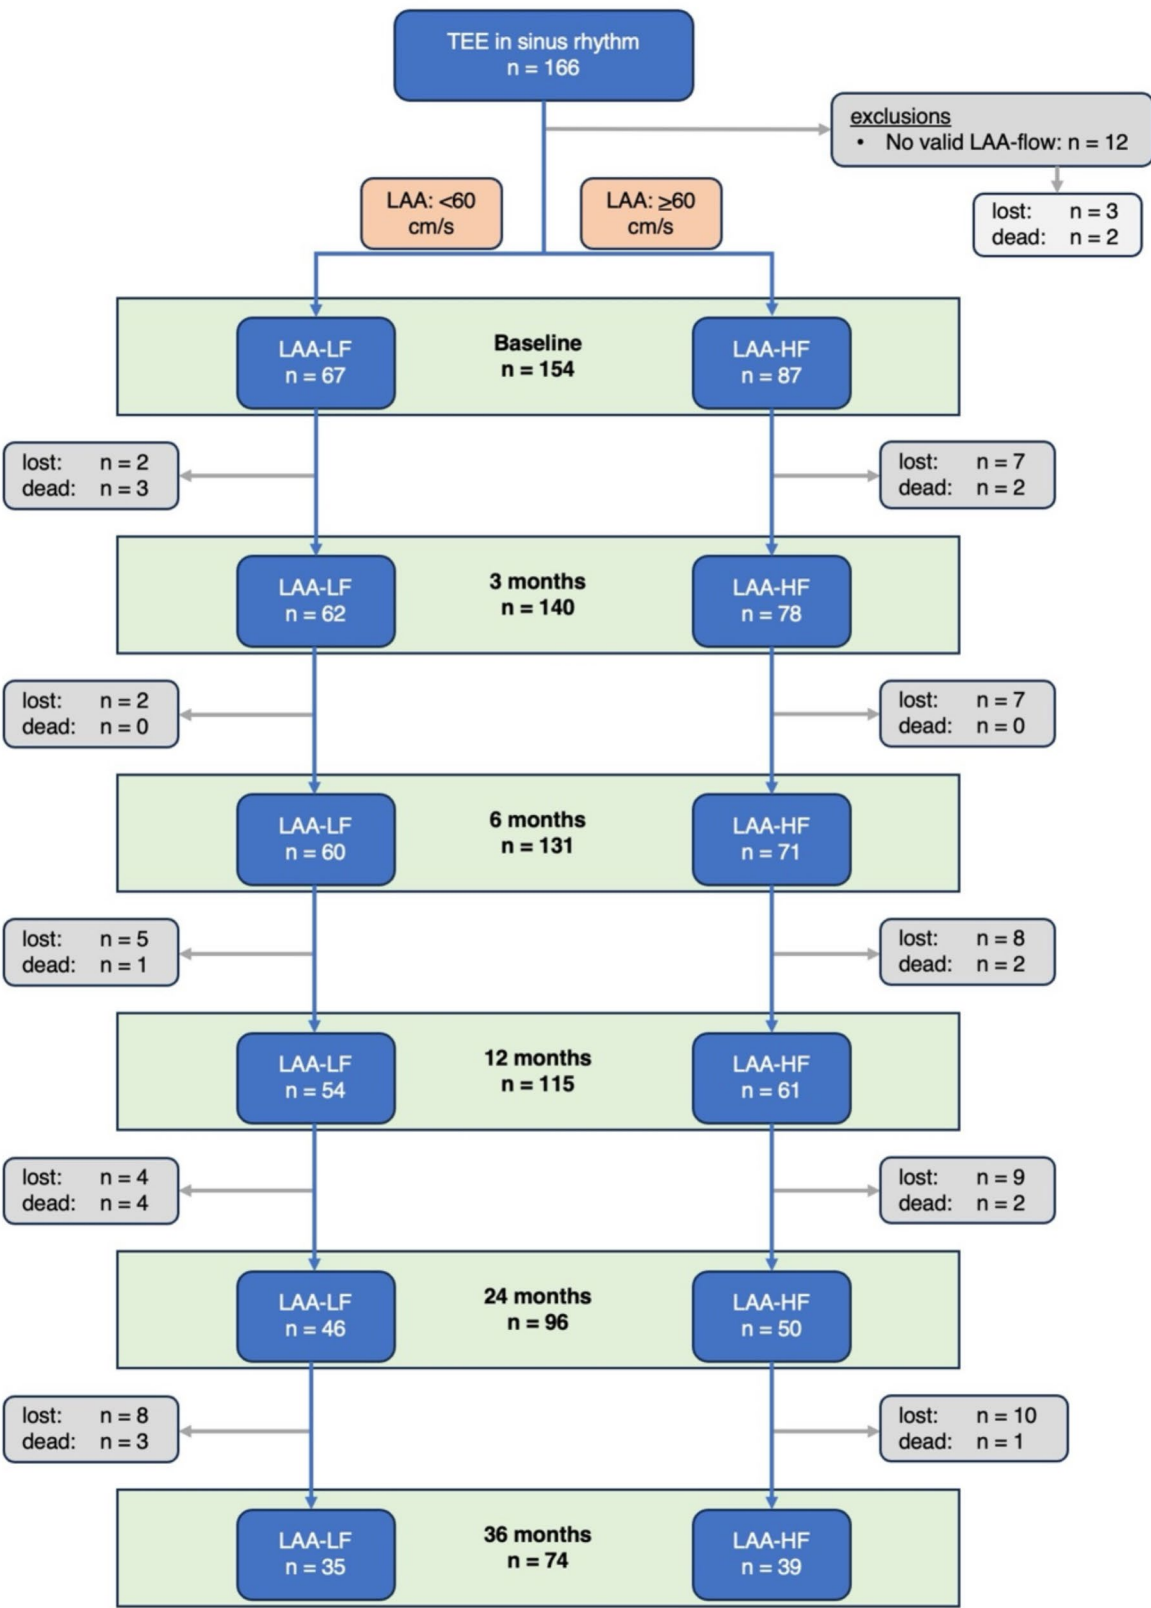 TEE in sinus rhythm
n = 166
exclusions
• No valid LAA-flow: n = 12
lost: n = 3
dead: n = 2
LAA: <60
cm/s
LAA: ≥60
cm/s
LAA-LF
n = 67
Baseline
n = 154
LAA-HF
n = 87
lost: n = 2
dead: n = 3
lost: n = 7
dead: n = 2
LAA-LF
n = 62
3 months
n = 140
LAA-HF
n = 78
lost: n = 2
dead: n = 0
lost: n = 7
dead: n = 0
LAA-LF
n = 60
6 months
n = 131
LAA-HF
n = 71
lost: n = 5
dead: n = 1
lost: n = 8
dead: n = 2
LAA-LF
n = 54
12 months
n = 115
LAA-HF
n = 61
lost: n = 4
dead: n = 4
lost: n = 9
dead: n = 2
LAA-LF
n = 46
24 months
n = 96
LAA-HF
n = 50
lost: n = 8
dead: n = 3
lost: n = 10
dead: n = 1
LAA-LF
n = 35
36 months
n = 74
LAA-HF
n = 39